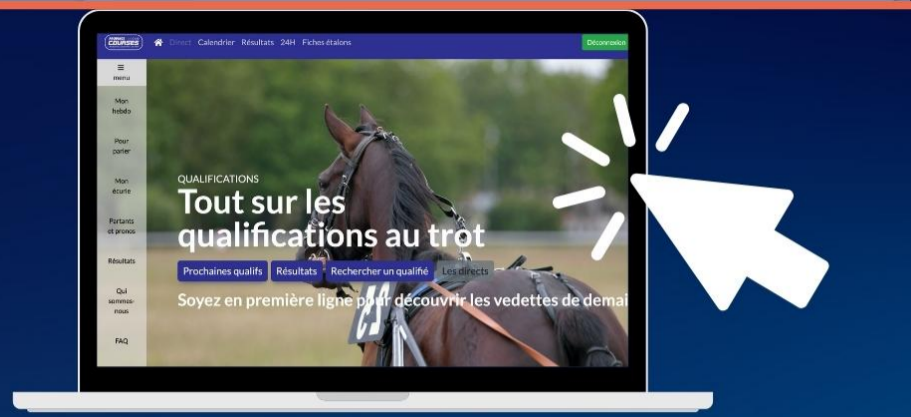 COURSES
Direct Calendrier Résultats 24H Fiches étalons
Déconnexion
menu
Mon
hebdo
Pour
parier
Mon
écurie
Partants
et pronos
Résultats
Qui
sommes-
nous
FAQ
QUALIFICATIONS
Tout sur les
qualifications au trot
Prochaines qualifs Résultats Rechercher un qualifié Les directs
Soyez en première ligne pour découvrir les vedettes de demai